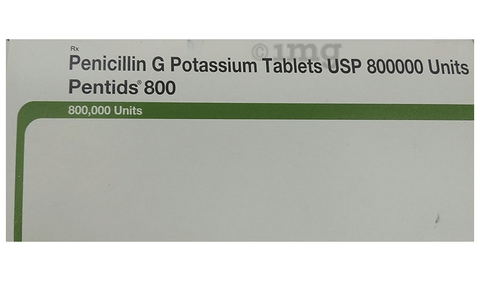 Rx
©1mg
Penicillin G Potassium Tablets USP 800000 Units
Pentids® 800
800,000 Units